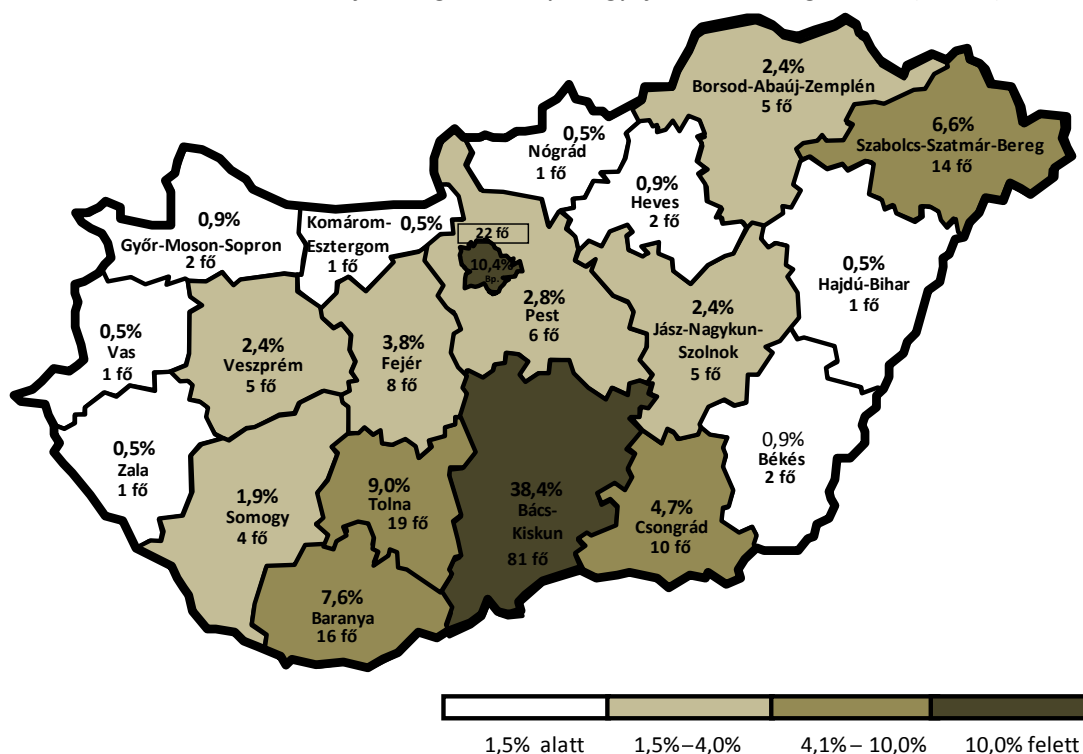 2,4%
Borsod-Abaúj-Zemplén
5 fő
6,6%
Szabolcs-Szatmár-Bereg
14 fő
0,5%
Nógrád
1 fő
0,9%
Heves
2 fő
0,9%
Győr-Moson-Sopron
2 fő
Komárom- 0,5%
Esztergom
1 fő
22 fő
10,4%
Bp.
2,8%
Pest
6 fő
2,4%
Jász-Nagykun-
Szolnok
5 fő
0,5%
Hajdú-Bihar
1 fő
0,5%
Vas
1 fő
2,4%
Veszprém
5 fő
3,8%
Fejér
8 fő
0,5%
Zala
1 fő
1,9%
Somogy
4 fő
9,0%
Tolna
19 fő
38,4%
Bács-
Kiskun
81 fő
4,7%
Csongrád
10 fő
0,9%
Békés
2 fő
7,6%
Baranya
16 fő
1,5% alatt 1,5%–4,0% 4,1% – 10,0% 10,0% felett